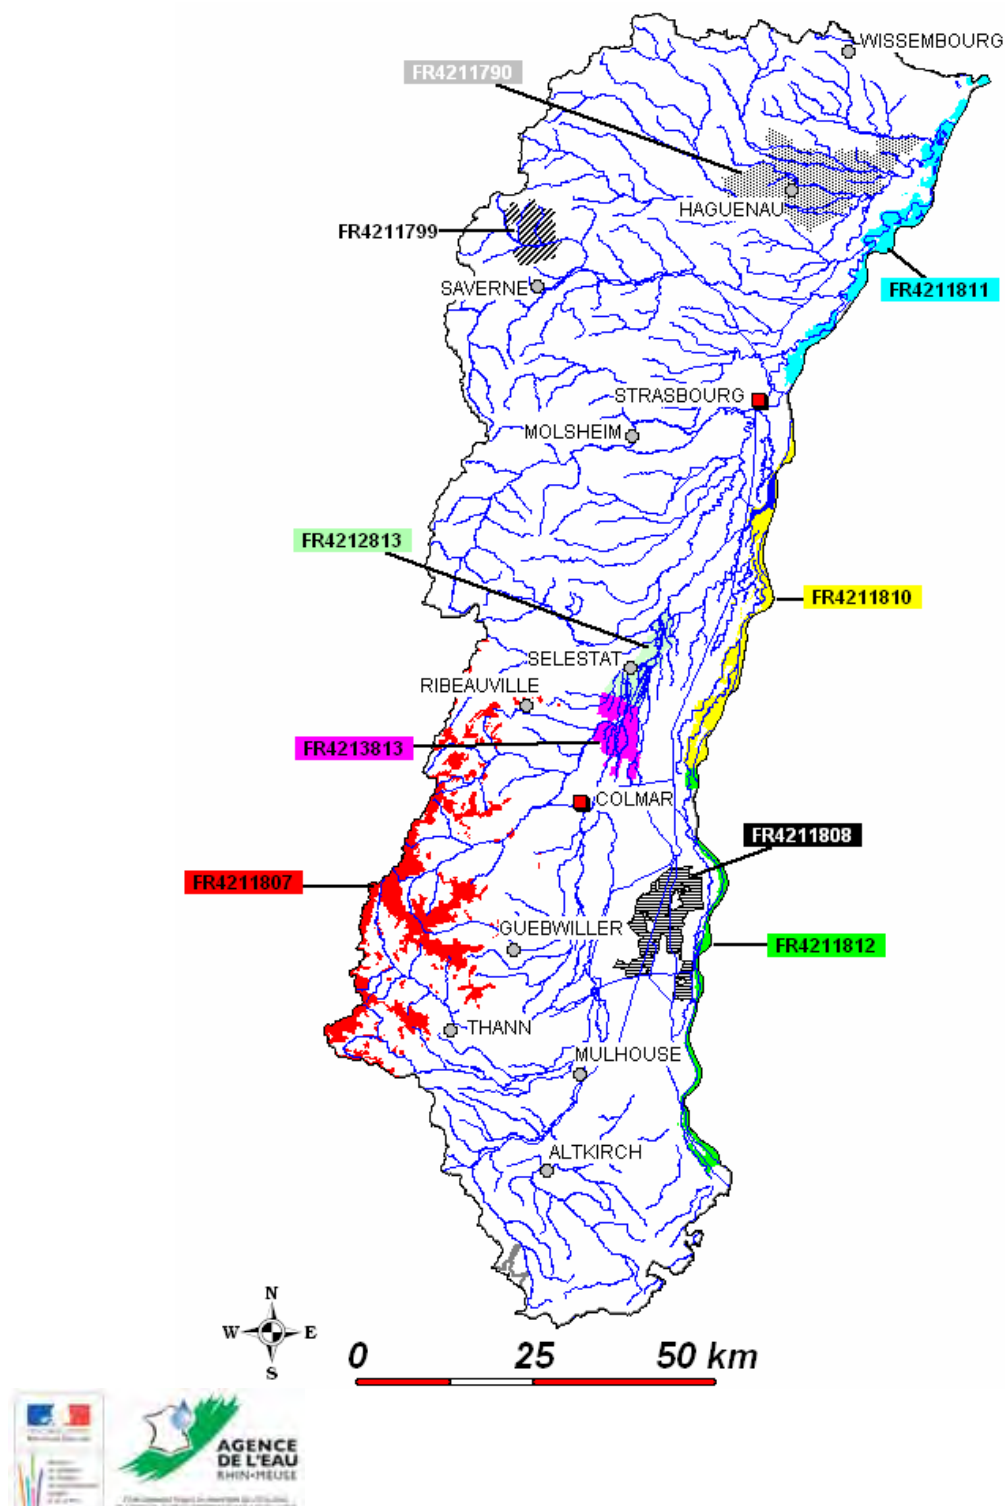 WISSEMBOURG
FR4211790
HAGUENAU
FR4211799
SAVERNE
FR4211811
STRASBOURG
MOLSHEIM
FR4212813
FR4211810
SELESTAT
RIBEAUVILLE
FR4213813
COLMAR
FR4211808
FR4211807
GUEBWILLER
FR4211812
THANN
MULHOUSE
ALTKIRCH
N
W E
S
0 25 50 km
AGENCE
DE L'EAU
RHIN-MEUSE